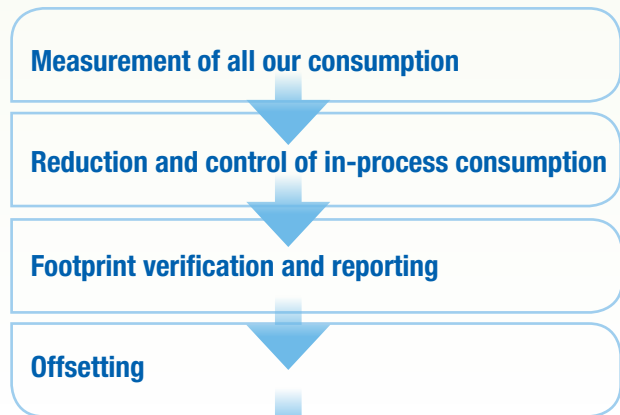 Measurement of all our consumption
Reduction and control of in-process consumption
Footprint verification and reporting
Offsetting